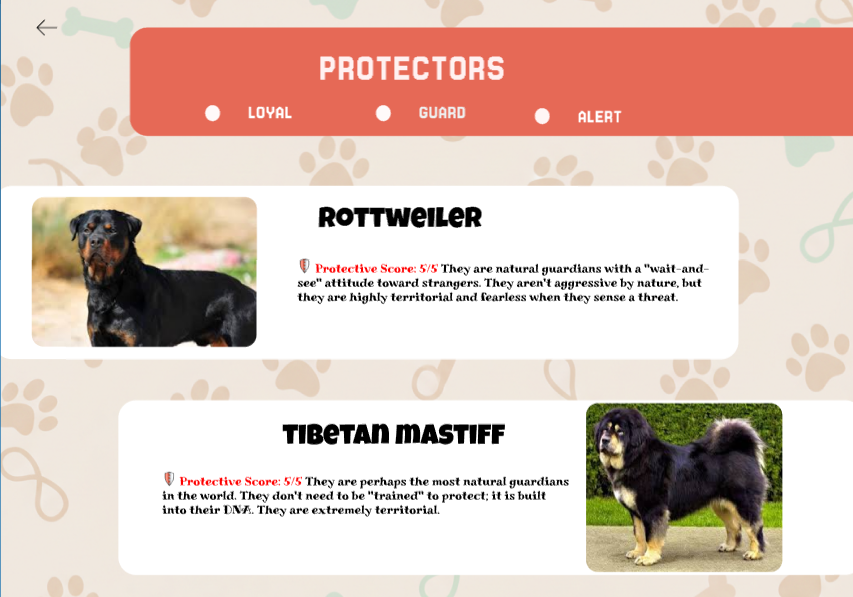 PROTECTORS
LOYAL
GUARD
ALERT
Rottweiler
Protective Score: 5/5 They are natural guardians with a "wait-and-
see" attitude toward strangers. They aren't aggressive by nature, but
they are highly territorial and fearless when they sense a threat.
Tibetan Mastiff
Protective Score: 5/5 They are perhaps the most natural guardians
in the world. They don't need to be "trained" to protect; it is built
into their DNA. They are extremely territorial.